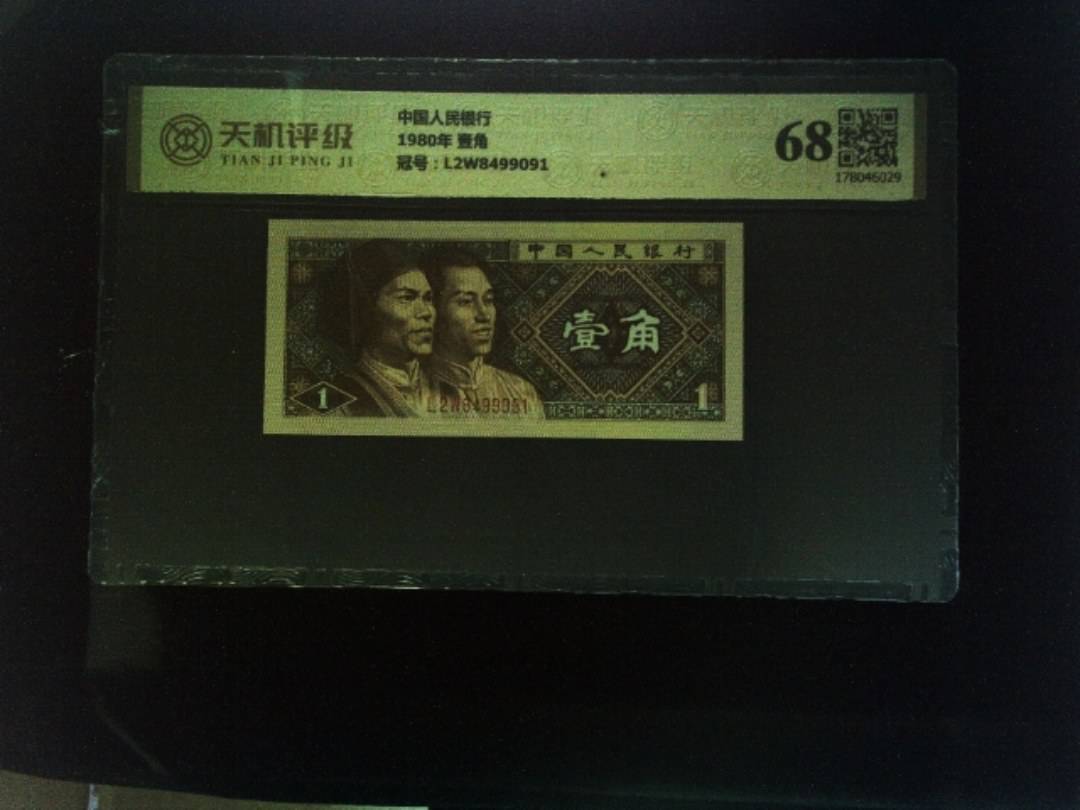 天机评级
TIAN JI PING JI
中国人民银行
1980年 壹角
冠号：L2W8499091
68
178046029
中国人民银行
壹角
1
L2W8499091
1